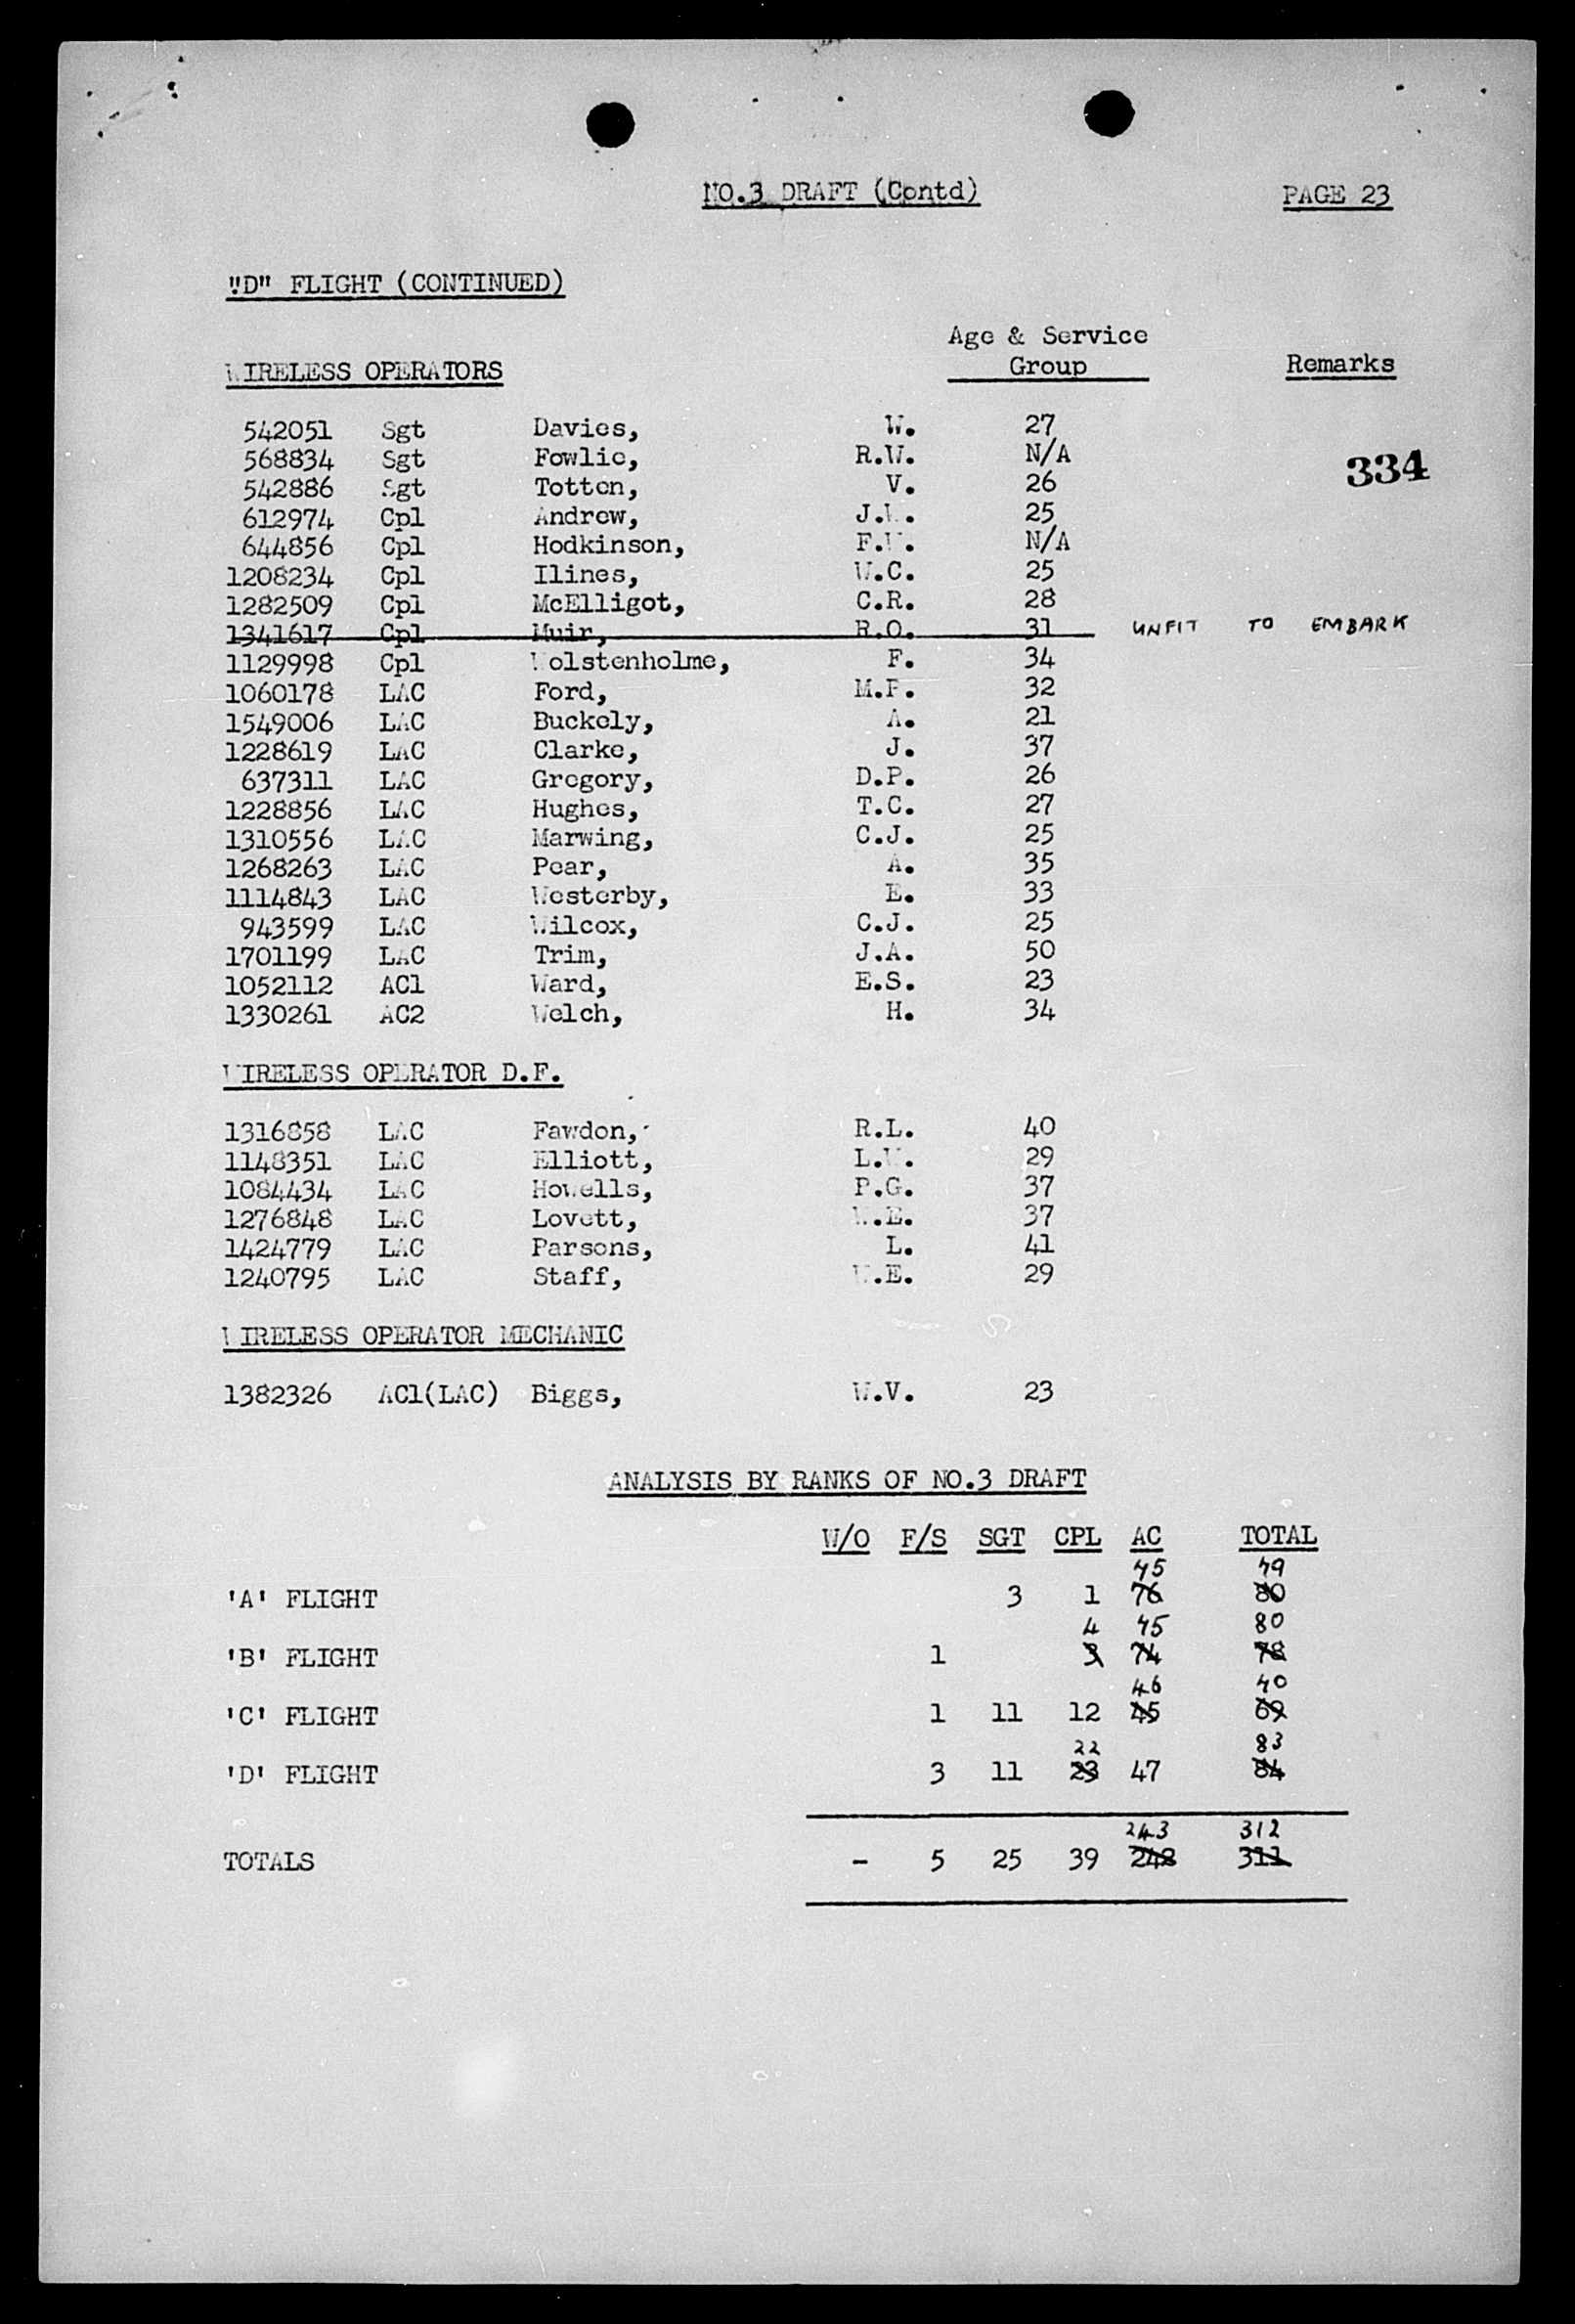 NO.3 DRAFT (Contd) PAGE 23
"D" FLIGHT (CONTINUED)
Age & Service
WIRELESS OPERATORS Group Remarks
542051 Sgt Davies, W. 27
568834 Sgt Fowlie, R.W. N/A
334
542886 Sgt Totten, V. 26
612974 Cpl Andrew, J.W. 25
644856 Cpl Hodkinson, F.W. N/A
1208234 Cpl Ilines, W.C. 25
1282509 Cpl McElligot, C.R. 28
1341617 Cpl Muir, R.O. 31 UNFIT TO EMBARK
1129998 Cpl Wolstenholme, F. 34
1060178 LAC Ford, M.P. 32
1549006 LAC Buckely, A. 21
1228619 LAC Clarke, J. 37
637311 LAC Gregory, D.P. 26
1228856 LAC Hughes, T.C. 27
1310556 LAC Marwing, C.J. 25
1268263 LAC Pear, A. 35
1114843 LAC Westerby, E. 33
943599 LAC Wilcox, C.J. 25
1701199 LAC Trim, J.A. 50
1052112 AC1 Ward, E.S. 23
1330261 AC2 Welch, H. 34
WIRELESS OPERATOR D.F.
1316858 LAC Fawdon, R.L. 40
1148351 LAC Elliott, L.W. 29
1084434 LAC Howells, P.G. 37
1276848 LAC Lovett, W.E. 37
1424779 LAC Parsons, L. 41
1240795 LAC Staff, W.E. 29
WIRELESS OPERATOR MECHANIC
1382326 AC1(LAC) Biggs, W.V. 23
ANALYSIS BY RANKS OF NO.3 DRAFT
W/O F/S SGT CPL AC TOTAL
75 79
'A' FLIGHT 3 1 76 80
4 75 80
'B' FLIGHT 1 3 74 78
46 70
'C' FLIGHT 1 11 12 45 69
22 83
'D' FLIGHT 3 11 23 47 84
243 312
TOTALS - 5 25 39 242 311